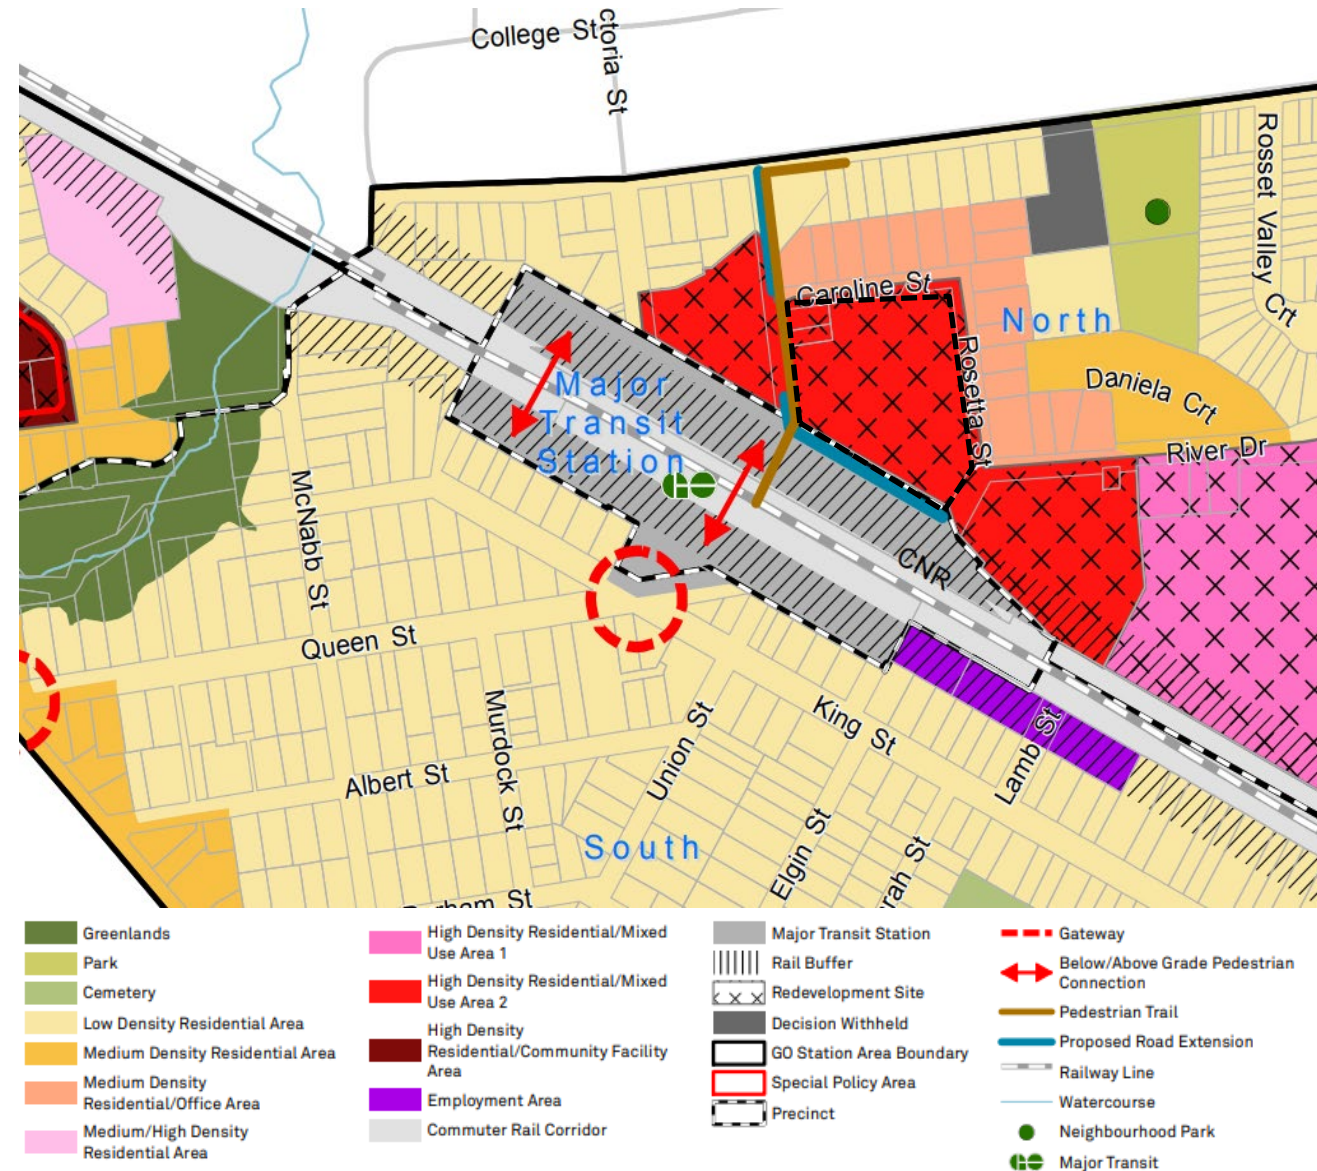 College St
ctoria St
Rosset Valley Crt
Caroline St
North
Major
Transit
Station
Rosetta St
Daniela Crt
River Dr
McNabb St
CNR
Queen St
Murdock St
King St
Union St
Lamb St
Albert St
South
Elgin St
rah St
Durham St
Greenlands
Park
Cemetery
Low Density Residential Area
Medium Density Residential Area
Medium Density
Residential/Office Area
Medium/High Density
Residential Area
High Density Residential/Mixed
Use Area 1
High Density Residential/Mixed
Use Area 2
High Density
Residential/Community Facility
Area
Employment Area
Commuter Rail Corridor
Major Transit Station
Rail Buffer
Redevelopment Site
Decision Withheld
GO Station Area Boundary
Special Policy Area
Precinct
Gateway
Below/Above Grade Pedestrian
Connection
Pedestrian Trail
Proposed Road Extension
Railway Line
Watercourse
Neighbourhood Park
Major Transit